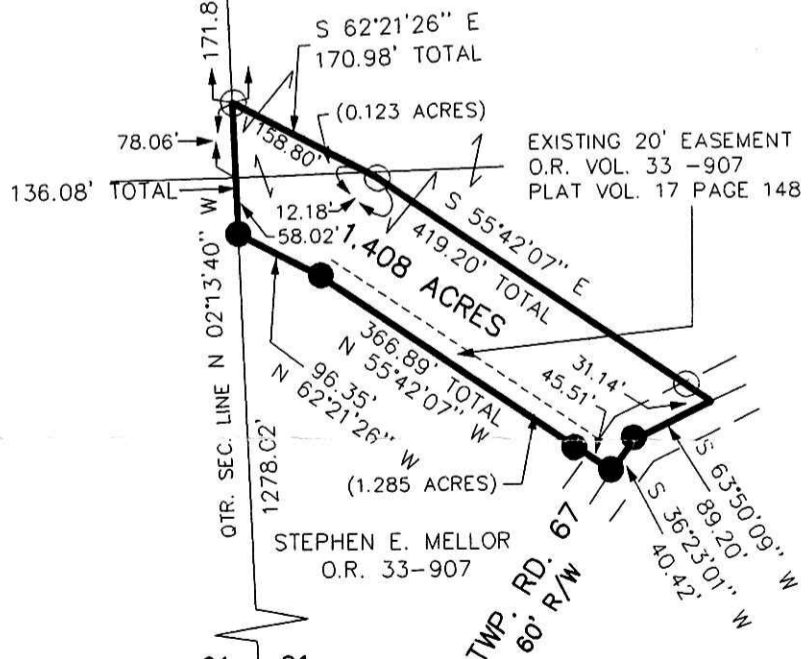 171.8
S 62°21'26" E
170.98' TOTAL
(0.123 ACRES)
78.06'
158.80'
EXISTING 20' EASEMENT
O.R. VOL. 33 -907
PLAT VOL. 17 PAGE 148
136.08' TOTAL
12.18'
58.02'
S 55°42'07" E
419.20' TOTAL
1.408 ACRES
QTR. SEC. LINE N 02°13'40" W
1278.02'
366.89' TOTAL
N 55°42'07" W
96.35'
N 62°21'26" W
31.14'
45.51'
(1.285 ACRES)
S 63°50'09" W
89.20'
S 36°23'01" W
40.42'
STEPHEN E. MELLOR
O.R. 33-907
TWP. RD. 67
60' R/W